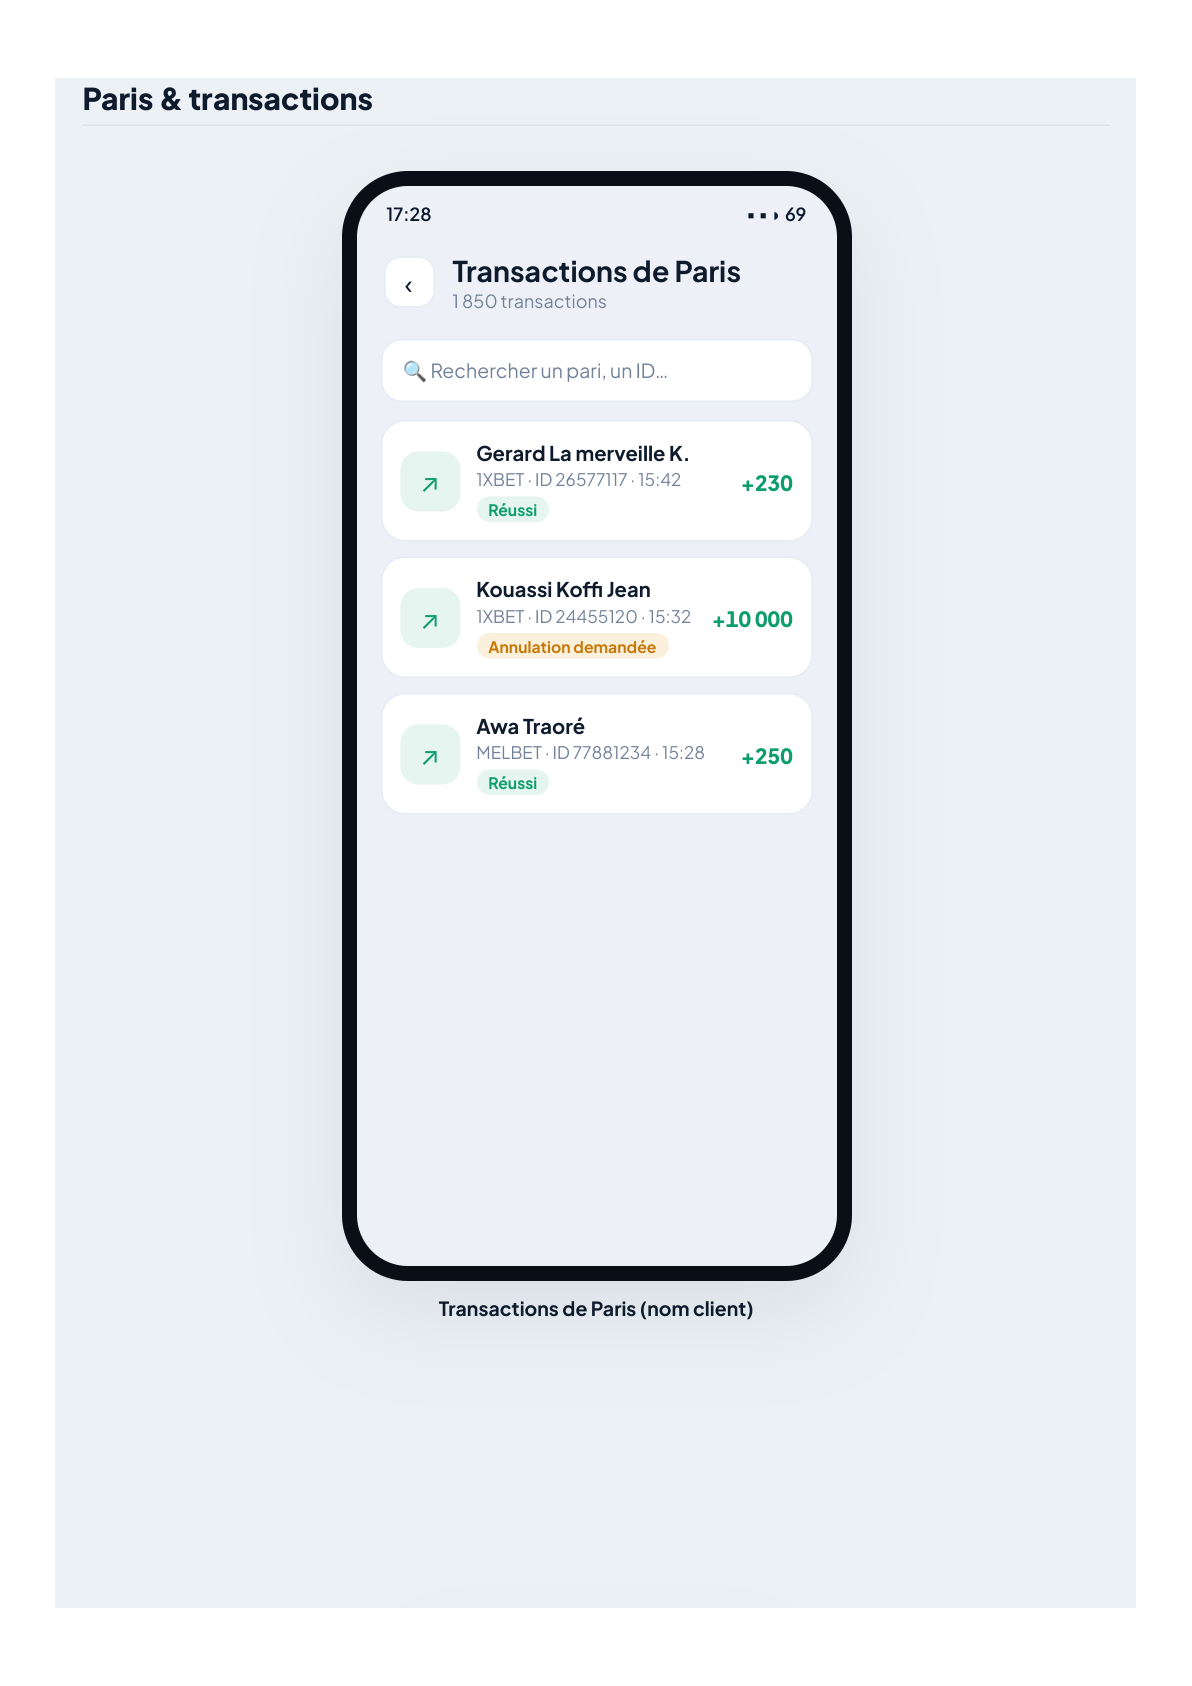 Paris & transactions
17:28
69
‹
Transactions de Paris
1 850 transactions
🔍 Rechercher un pari, un ID...
Gerard La merveille K.
1XBET · ID 26577117 · 15:42
+230
Réussi
Kouassi Koffi Jean
1XBET · ID 24455120 · 15:32
+10 000
Annulation demandée
Awa Traoré
MELBET · ID 77881234 · 15:28
+250
Réussi
Transactions de Paris (nom client)